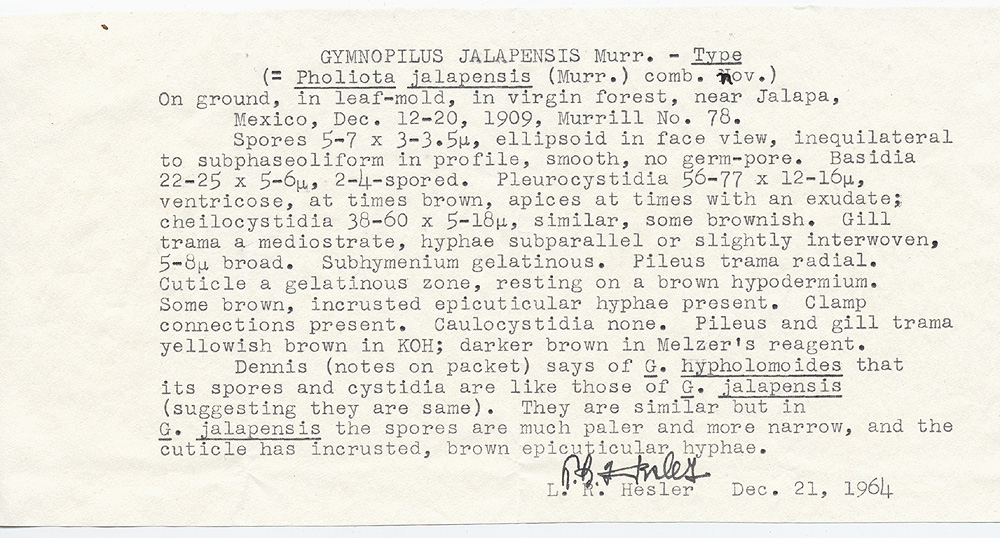 GYMNOPILUS JALAPENSIS Murr. - Type
(= Pholiota jalapensis (Murr.) comb. Nov.)
On ground, in leaf-mold, in virgin forest, near Jalapa,
Mexico, Dec. 12-20, 1909, Murrill No. 78.
Spores 5-7 x 3-3.5µ, ellipsoid in face view, inequilateral
to subphaseoliform in profile, smooth, no germ-pore. Basidia
22-25 x 5-6µ, 2-4-spored. Pleurocystidia 56-77 x 12-16µ,
ventricose, at times brown, apices at times with an exudate;
cheilocystidia 38-60 x 5-18µ, similar, some brownish. Gill
trama a mediostrate, hyphae subparallel or slightly interwoven,
5-8µ broad. Subhymenium gelatinous. Pileus trama radial.
Cuticle a gelatinous zone, resting on a brown hypodermium.
Some brown, incrusted epicuticular hyphae present. Clamp
connections present. Caulocystidia none. Pileus and gill trama
yellowish brown in KOH; darker brown in Melzer's reagent.
Dennis (notes on packet) says of G. hypholomoides that
its spores and cystidia are like those of G. jalapensis
(suggesting they are same). They are similar but in
G. jalapensis the spores are much paler and more narrow, and the
cuticle has incrusted, brown epicuticular hyphae.
L. R. Hesler Dec. 21, 1964